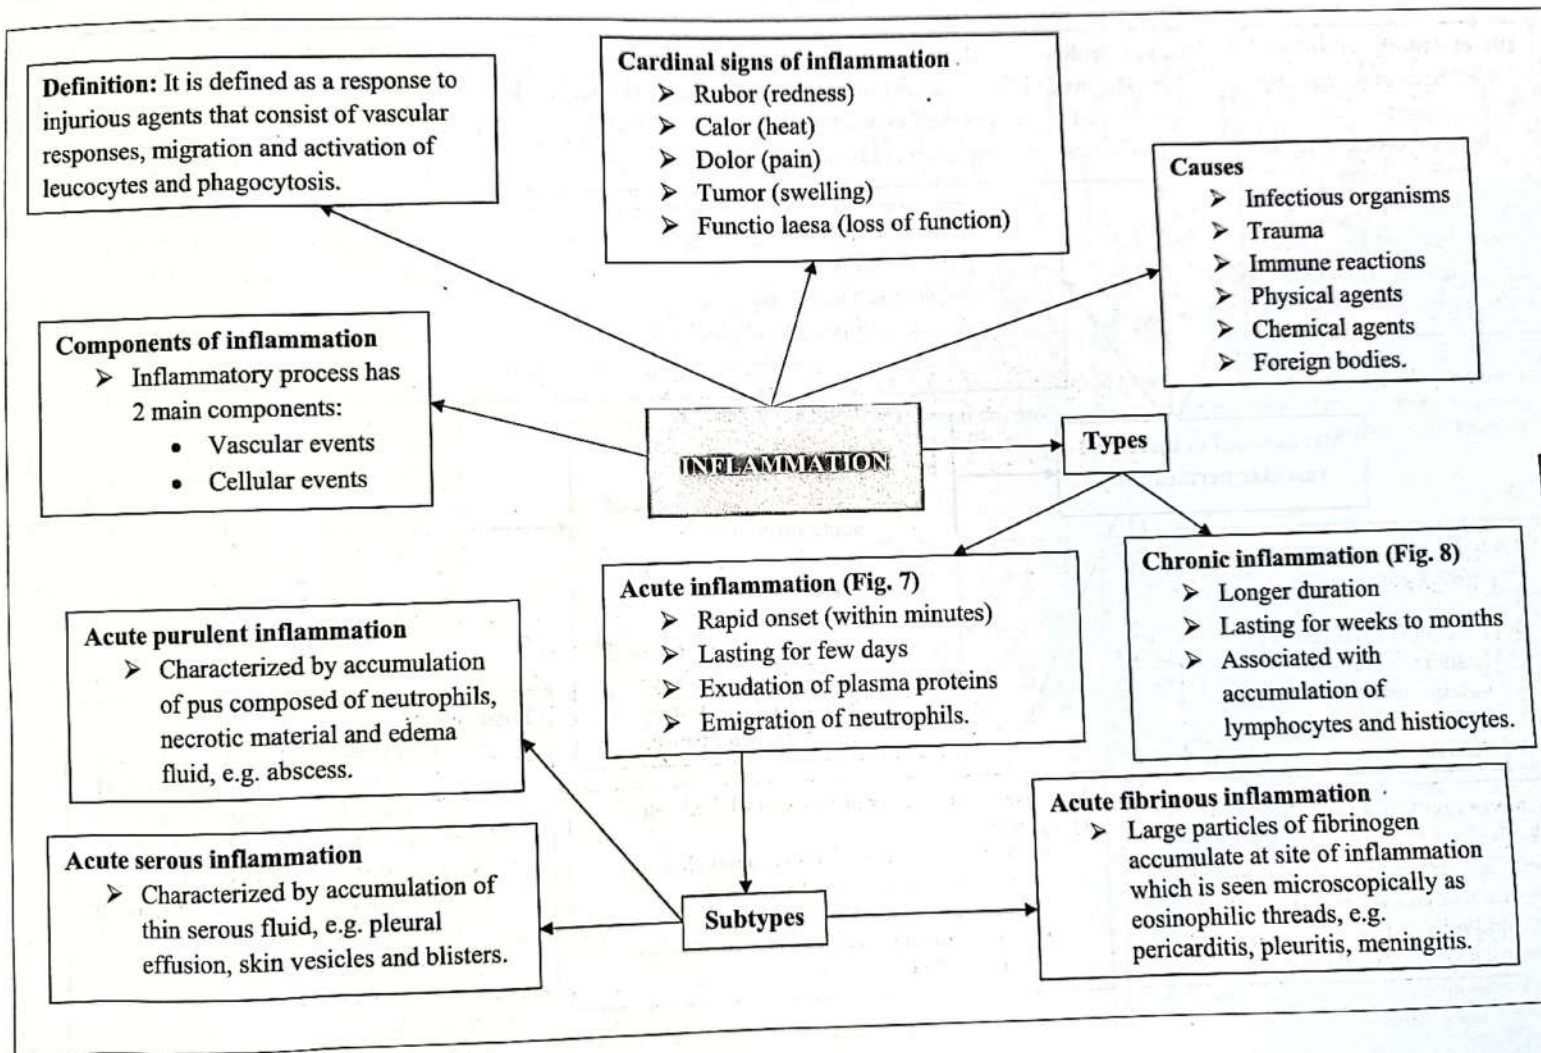 Definition: It is defined as a response to
injurious agents that consist of vascular
responses, migration and activation of
leucocytes and phagocytosis.
Cardinal signs of inflammation
➢ Rubor (redness)
➢ Calor (heat)
➢ Dolor (pain)
➢ Tumor (swelling)
➢ Functio laesa (loss of function)
Causes
➢ Infectious organisms
➢ Trauma
➢ Immune reactions
➢ Physical agents
➢ Chemical agents
➢ Foreign bodies.
Components of inflammation
➢ Inflammatory process has
2 main components:
• Vascular events
• Cellular events
INFLAMMATION
Types
Acute inflammation (Fig. 7)
➢ Rapid onset (within minutes)
➢ Lasting for few days
➢ Exudation of plasma proteins
➢ Emigration of neutrophils.
Chronic inflammation (Fig. 8)
➢ Longer duration
➢ Lasting for weeks to months
➢ Associated with
accumulation of
lymphocytes and histiocytes.
Acute purulent inflammation
➢ Characterized by accumulation
of pus composed of neutrophils,
necrotic material and edema
fluid, e.g. abscess.
Acute serous inflammation
➢ Characterized by accumulation of
thin serous fluid, e.g. pleural
effusion, skin vesicles and blisters.
Subtypes
Acute fibrinous inflammation
➢ Large particles of fibrinogen
accumulate at site of inflammation
which is seen microscopically as
eosinophilic threads, e.g.
pericarditis, pleuritis, meningitis.